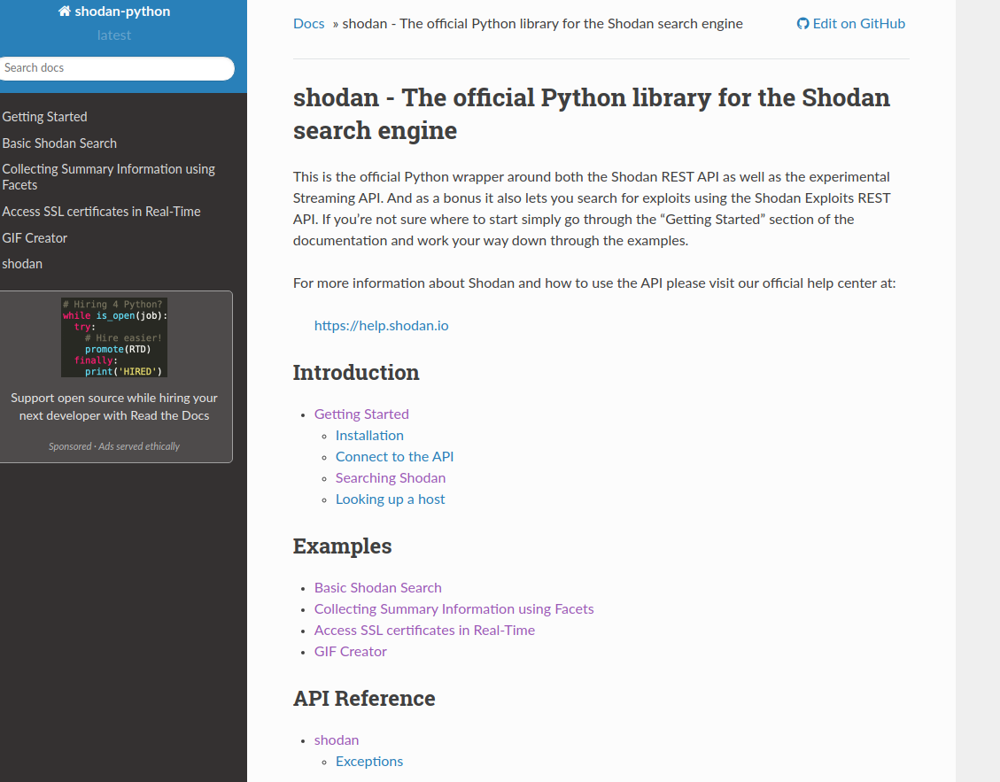 shodan-python
latest
Search docs
Getting Started
Basic Shodan Search
Collecting Summary Information using
Facets
Access SSL certificates in Real-Time
GIF Creator
shodan
# Hiring 4 Python?
while is_open(job):
try:
# Hire easier!
promote(RTD)
finally:
print('HIRED')
Support open source while hiring your
next developer with Read the Docs
Sponsored · Ads served ethically
Docs » shodan - The official Python library for the Shodan search engine
Edit on GitHub
shodan - The official Python library for the Shodan
search engine
This is the official Python wrapper around both the Shodan REST API as well as the experimental
Streaming API. And as a bonus it also lets you search for exploits using the Shodan Exploits REST
API. If you’re not sure where to start simply go through the “Getting Started” section of the
documentation and work your way down through the examples.
For more information about Shodan and how to use the API please visit our official help center at:
https://help.shodan.io
Introduction
Getting Started
Installation
Connect to the API
Searching Shodan
Looking up a host
Examples
Basic Shodan Search
Collecting Summary Information using Facets
Access SSL certificates in Real-Time
GIF Creator
API Reference
shodan
Exceptions